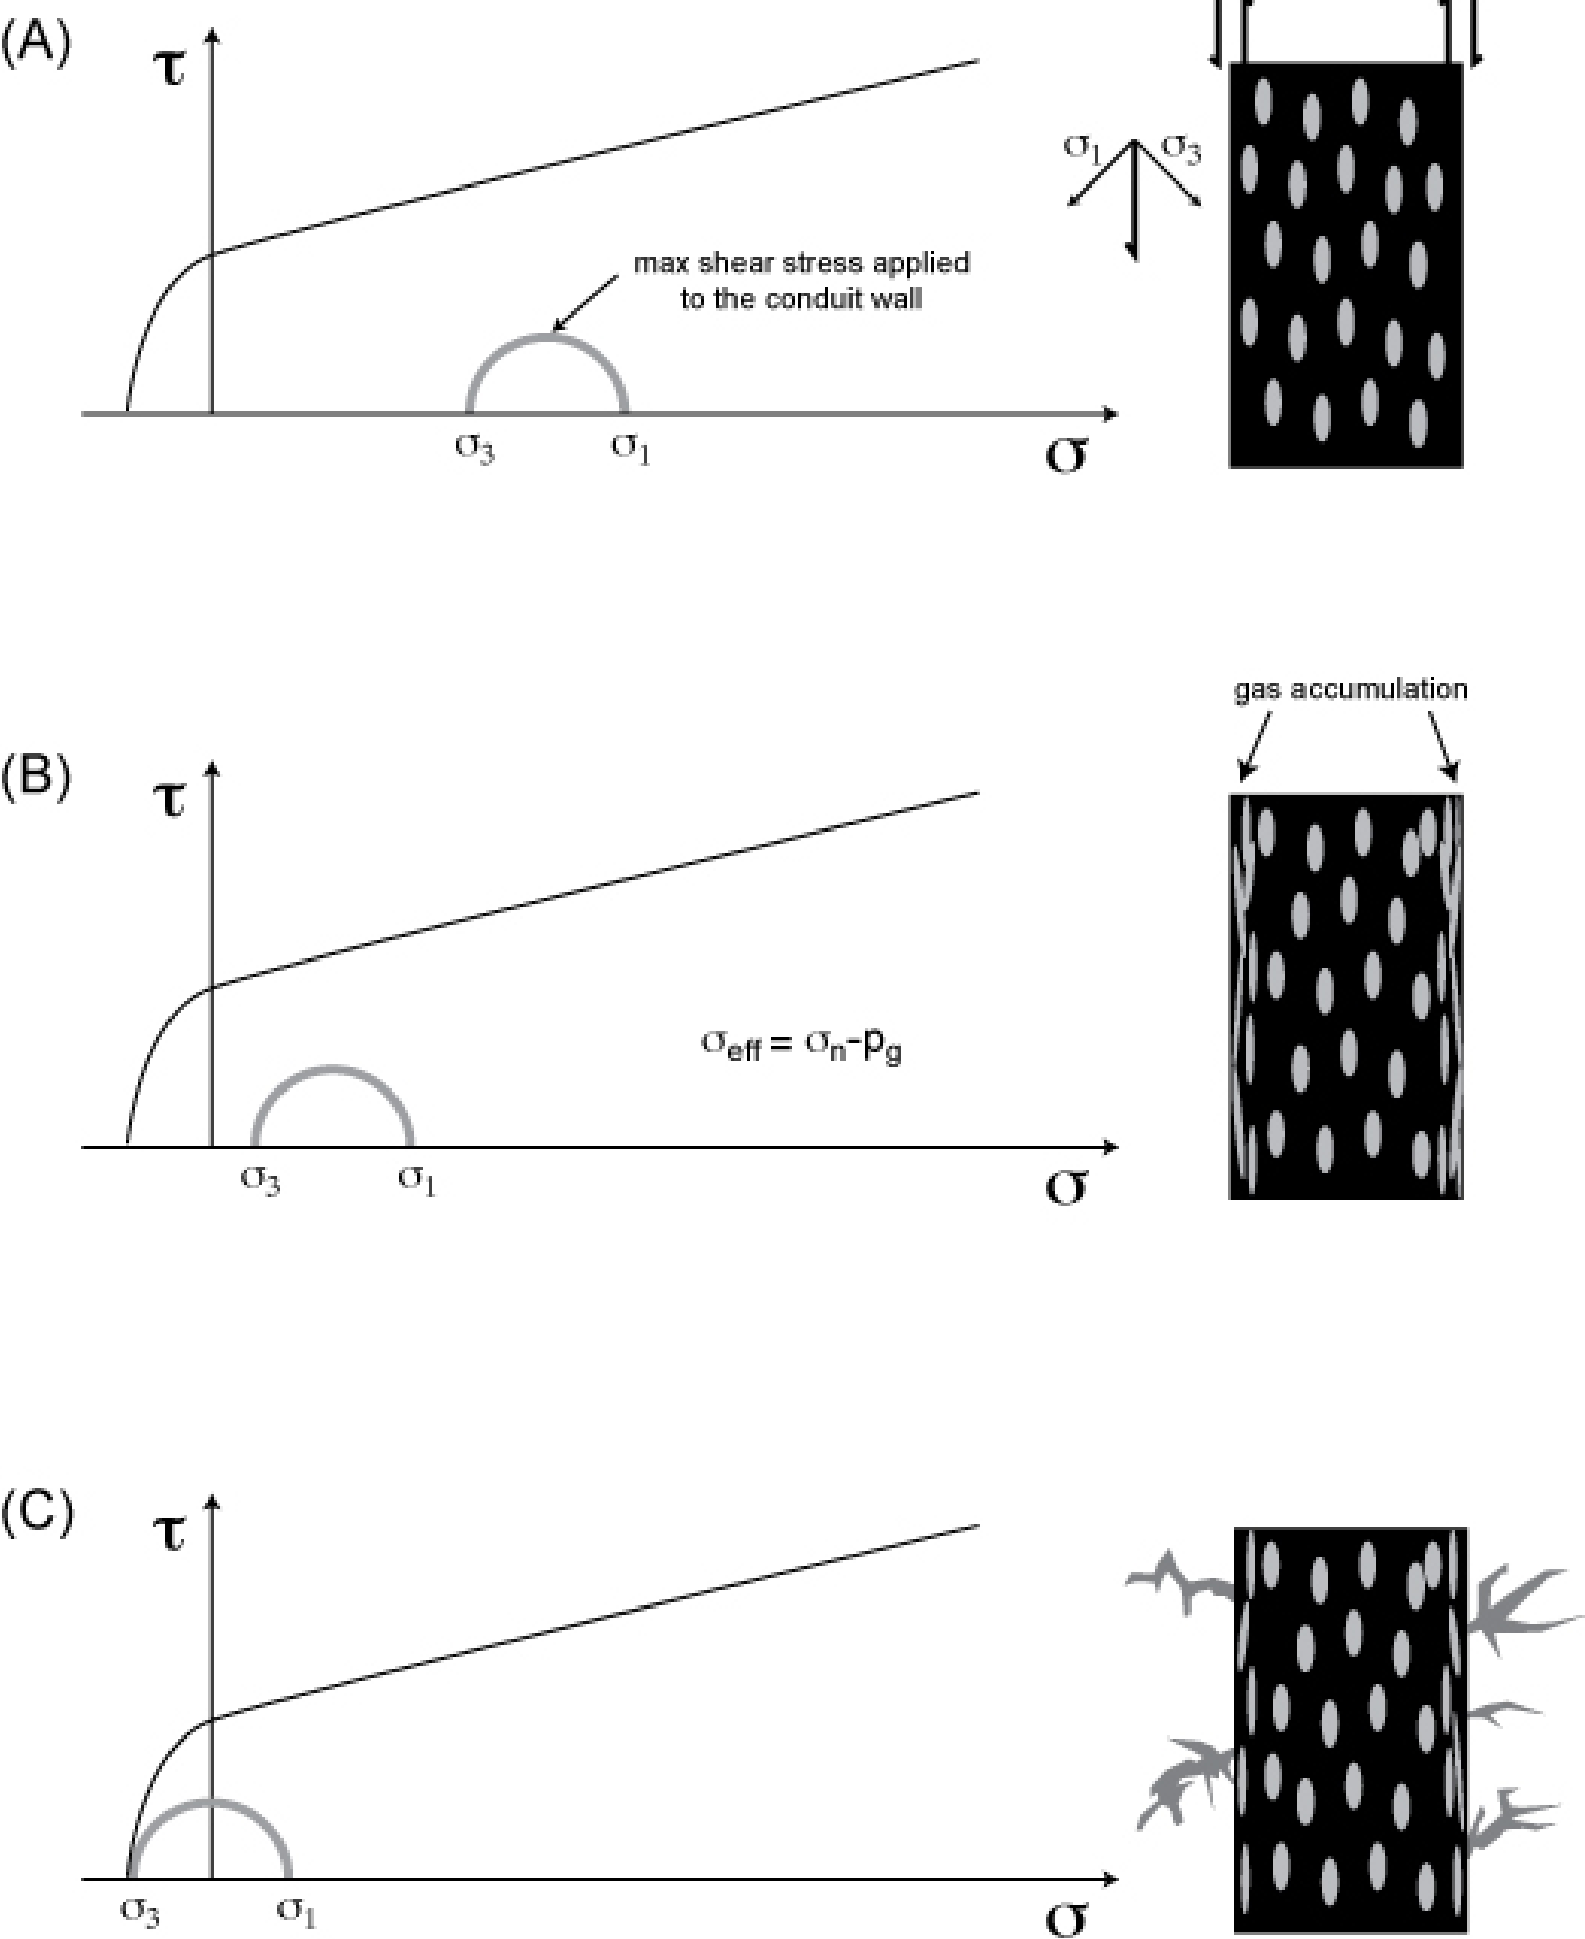 (A)
τ
σ1 σ3
max shear stress applied
to the conduit wall
σ3 σ1
σ
gas accumulation
(B)
τ
σeff = σn-pg
σ3 σ1
σ
(C)
τ
σ3 σ1
σ